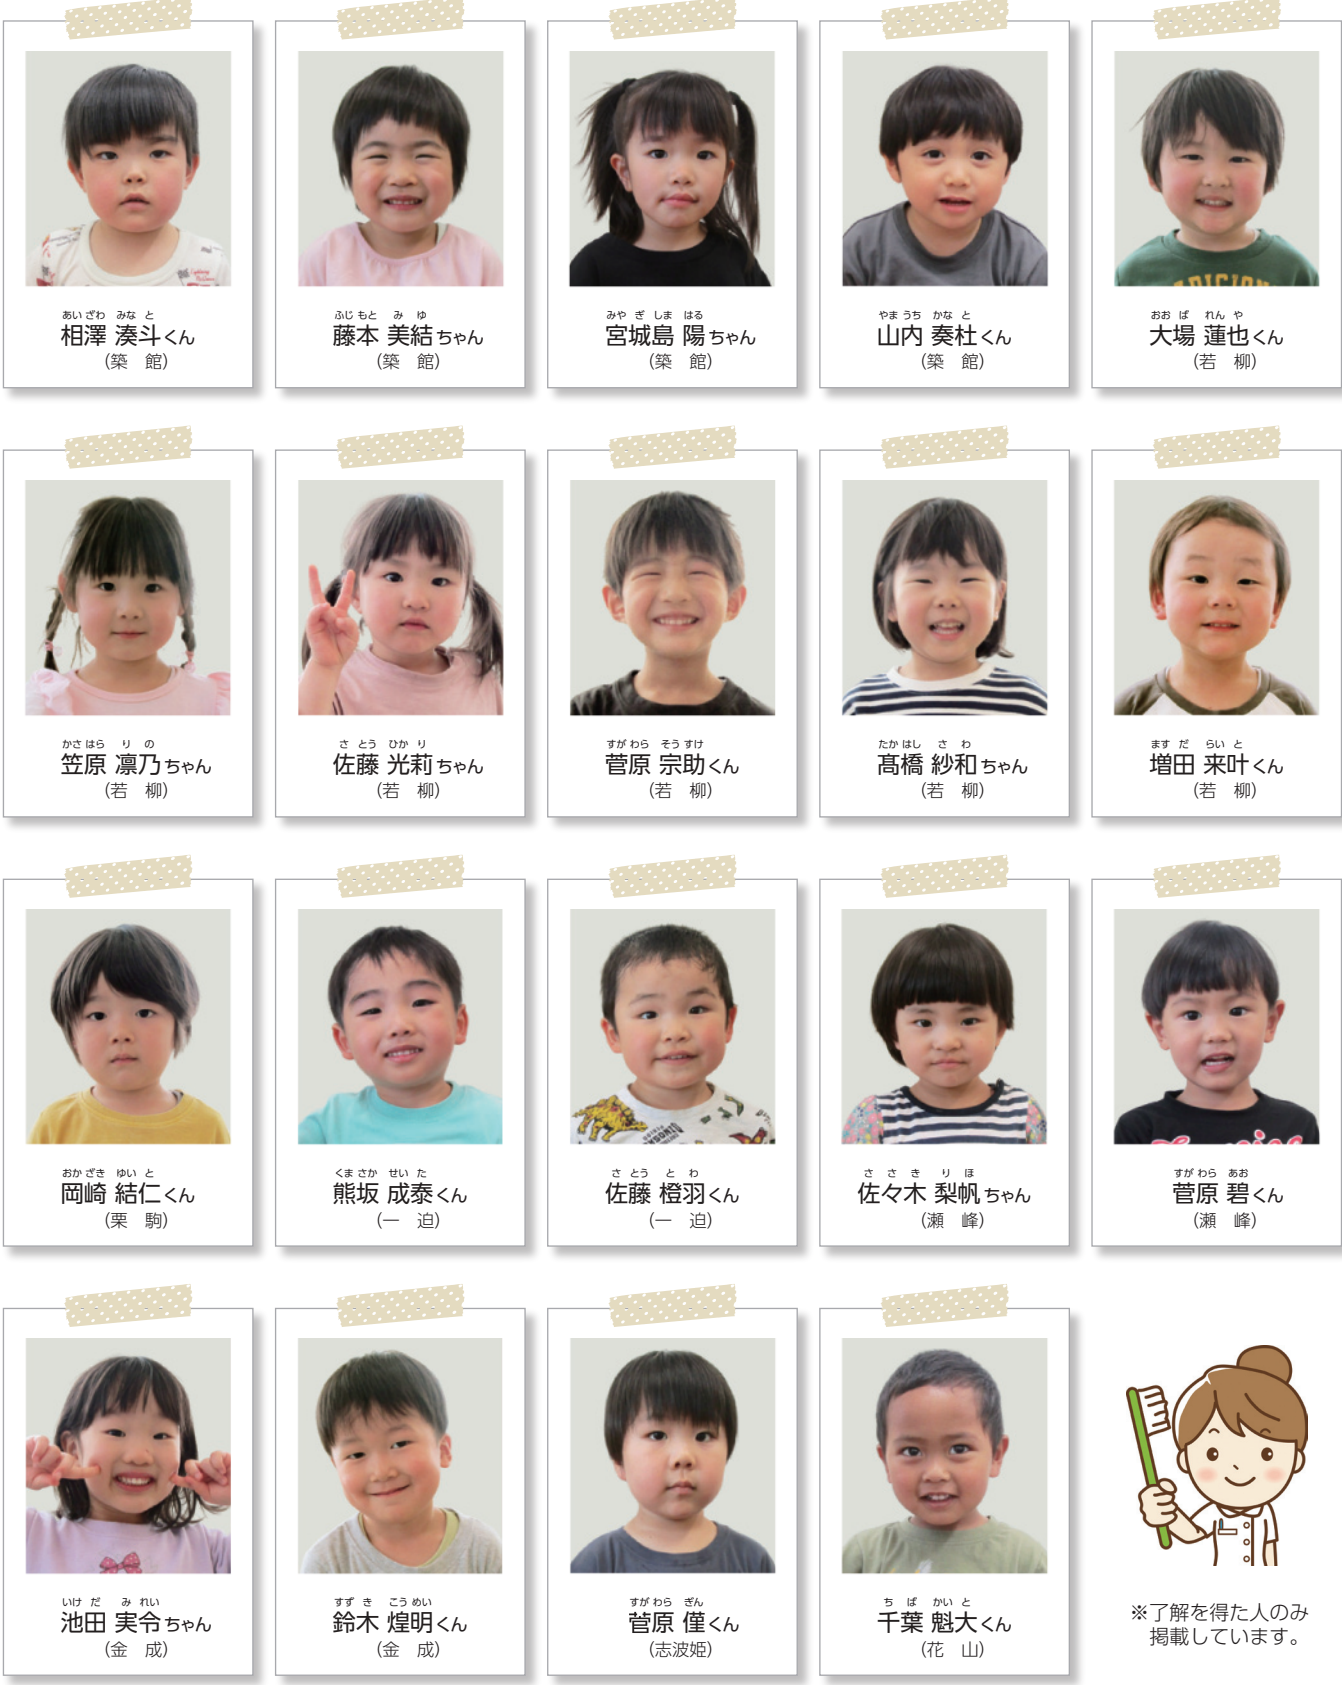 あいざわ みなと
相澤 湊斗くん
（築　館）
ふじもと みゆ
藤本 美結ちゃん
（築　館）
みやぎしま はる
宮城島 陽ちゃん
（築　館）
やまうち かなと
山内 奏杜くん
（築　館）
おおば れんや
大場 蓮也くん
（若　柳）
かさはら りの
笠原 凛乃ちゃん
（若　柳）
さとう ひかり
佐藤 光莉ちゃん
（若　柳）
すがわら そうすけ
菅原 宗助くん
（若　柳）
たかはし さわ
髙橋 紗和ちゃん
（若　柳）
ますだ らいと
増田 来叶くん
（若　柳）
おかざき ゆいと
岡崎 結仁くん
（栗　駒）
くまさか せいた
熊坂 成泰くん
（一　迫）
さとう とわ
佐藤 橙羽くん
（一　迫）
ささき りほ
佐々木 梨帆ちゃん
（瀬　峰）
すがわら あお
菅原 碧くん
（瀬　峰）
いけだ みれい
池田 実令ちゃん
（金　成）
すずき こうめい
鈴木 煌明くん
（金　成）
すがわら ぎん
菅原 僅くん
（志波姫）
ちば かいと
千葉 魁大くん
（花　山）
※了解を得た人のみ
掲載しています。